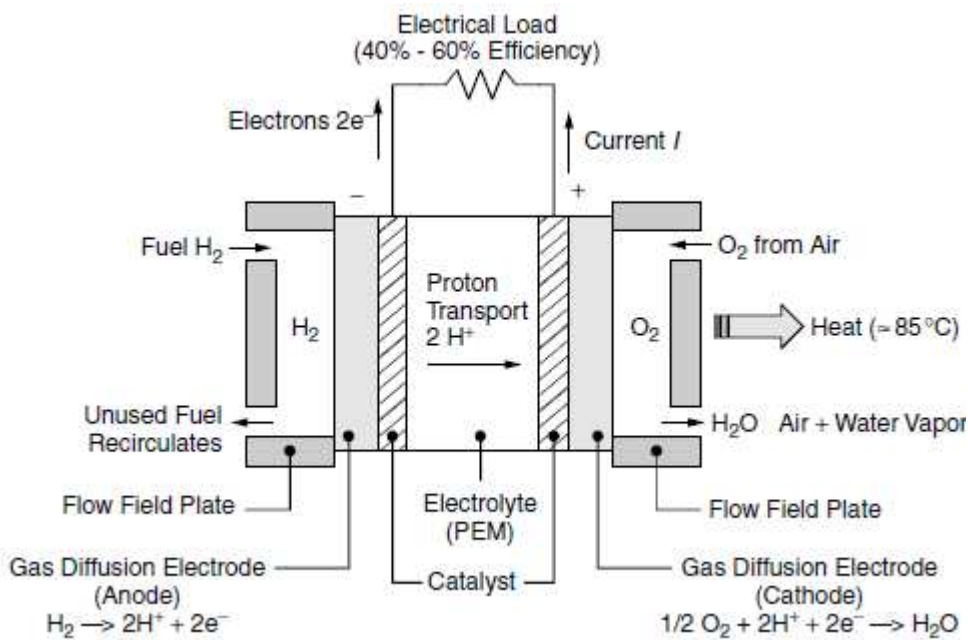 Electrical Load
(40% - 60% Efficiency)
Electrons 2e⁻
Current I
−
+
Fuel H₂
O₂ from Air
Proton
Transport
2 H⁺
H₂
O₂
Heat (≃ 85 °C)
Unused Fuel
Recirculates
H₂O Air + Water Vapor
Flow Field Plate
Electrolyte
(PEM)
Flow Field Plate
Gas Diffusion Electrode
(Anode)
H₂ → 2H⁺ + 2e⁻
Catalyst
Gas Diffusion Electrode
(Cathode)
1/2 O₂ + 2H⁺ + 2e⁻ → H₂O